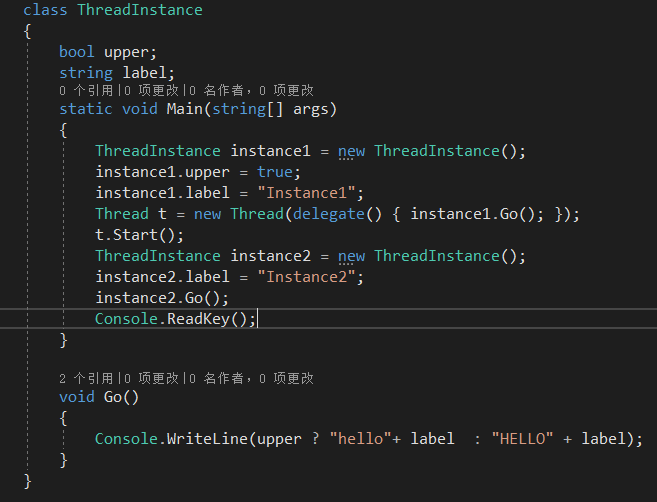 class ThreadInstance
{
bool upper;
string label;
0 个引用|0 项更改|0 名作者，0 项更改
static void Main(string[] args)
{
ThreadInstance instance1 = new ThreadInstance();
instance1.upper = true;
instance1.label = "Instance1";
Thread t = new Thread(delegate() { instance1.Go(); });
t.Start();
ThreadInstance instance2 = new ThreadInstance();
instance2.label = "Instance2";
instance2.Go();
Console.ReadKey();
}
2 个引用|0 项更改|0 名作者，0 项更改
void Go()
{
Console.WriteLine(upper ? "hello"+ label  : "HELLO" + label);
}
}